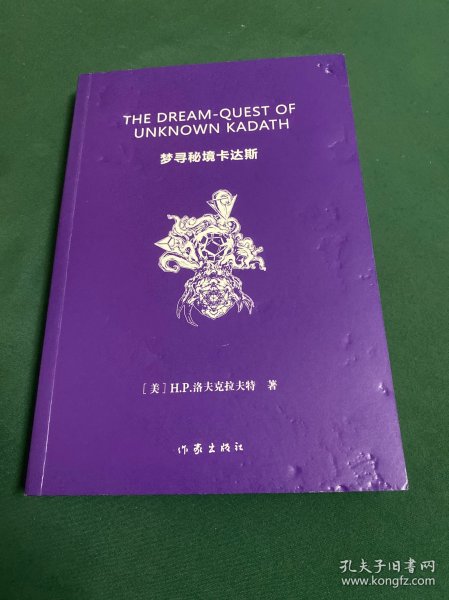 THE DREAM-QUEST OF
UNKNOWN KADATH
梦寻秘境卡达斯
[美] H.P.洛夫克拉夫特 著
作家出版社
孔夫子旧书网
www.kongfz.com